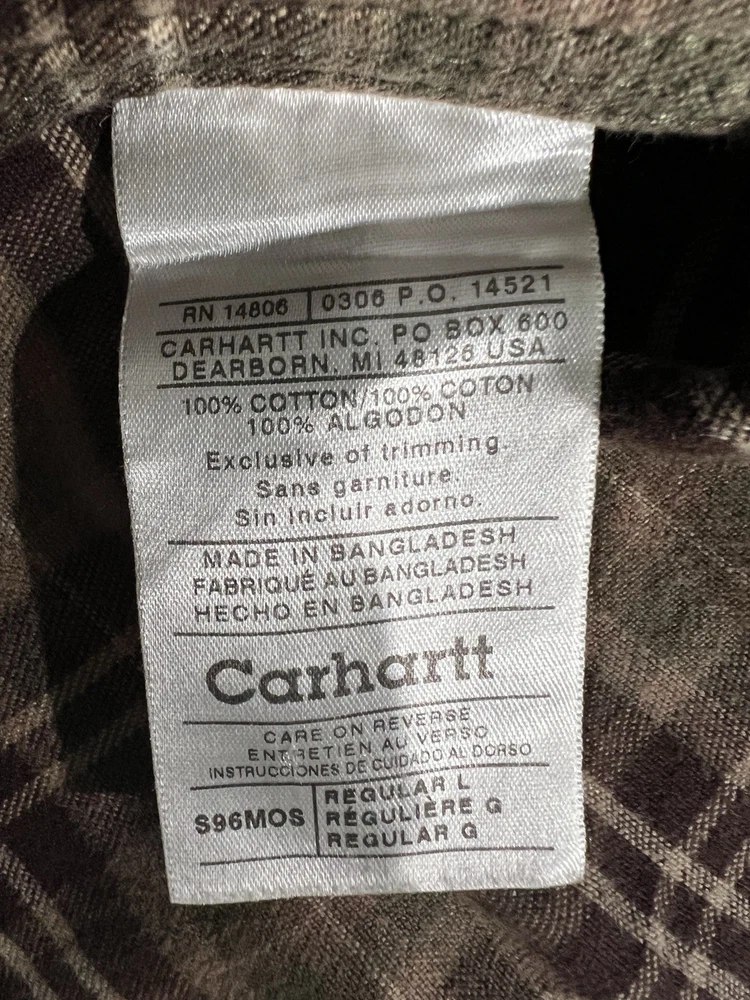 RN 14806 0306 P.O. 14521
CARHARTT INC. PO BOX 600
DEARBORN, MI 48126 USA
100% COTTON/100% COTON
100% ALGODON
Exclusive of trimming.
Sans garniture.
Sin incluir adorno.
MADE IN BANGLADESH
FABRIQUÉ AU BANGLADESH
HECHO EN BANGLADESH
Carhartt
CARE ON REVERSE
ENTRETIEN AU VERSO
INSTRUCCIONES DE CUIDADO AL DORSO
S96MOS REGULAR L
RÉGULIÈRE G
REGULAR G